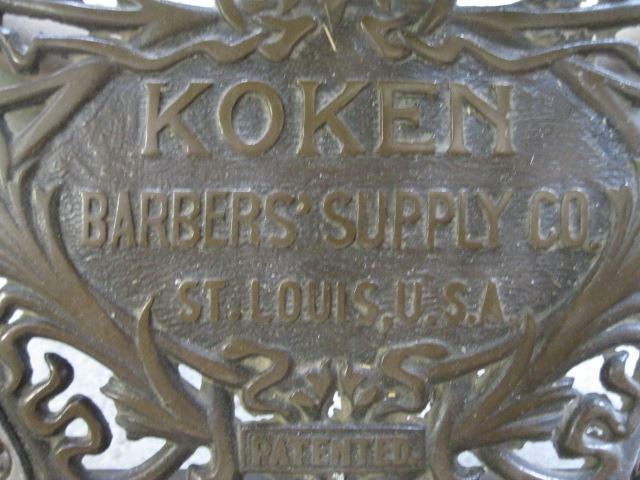 KOKEN
BARBERS' SUPPLY CO.
ST. LOUIS, U.S.A.
PATENTED.